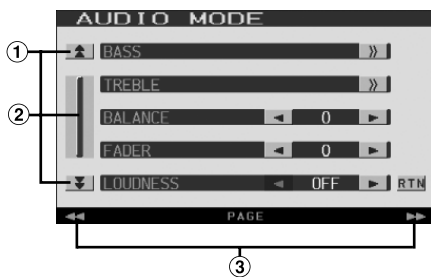 AUDIO MODE
① BASS »
TREBLE »
② BALANCE ◄ 0 ►
FADER ◄ 0 ►
LOUDNESS ◄ OFF ► RTN
◄◄ PAGE ►►
③